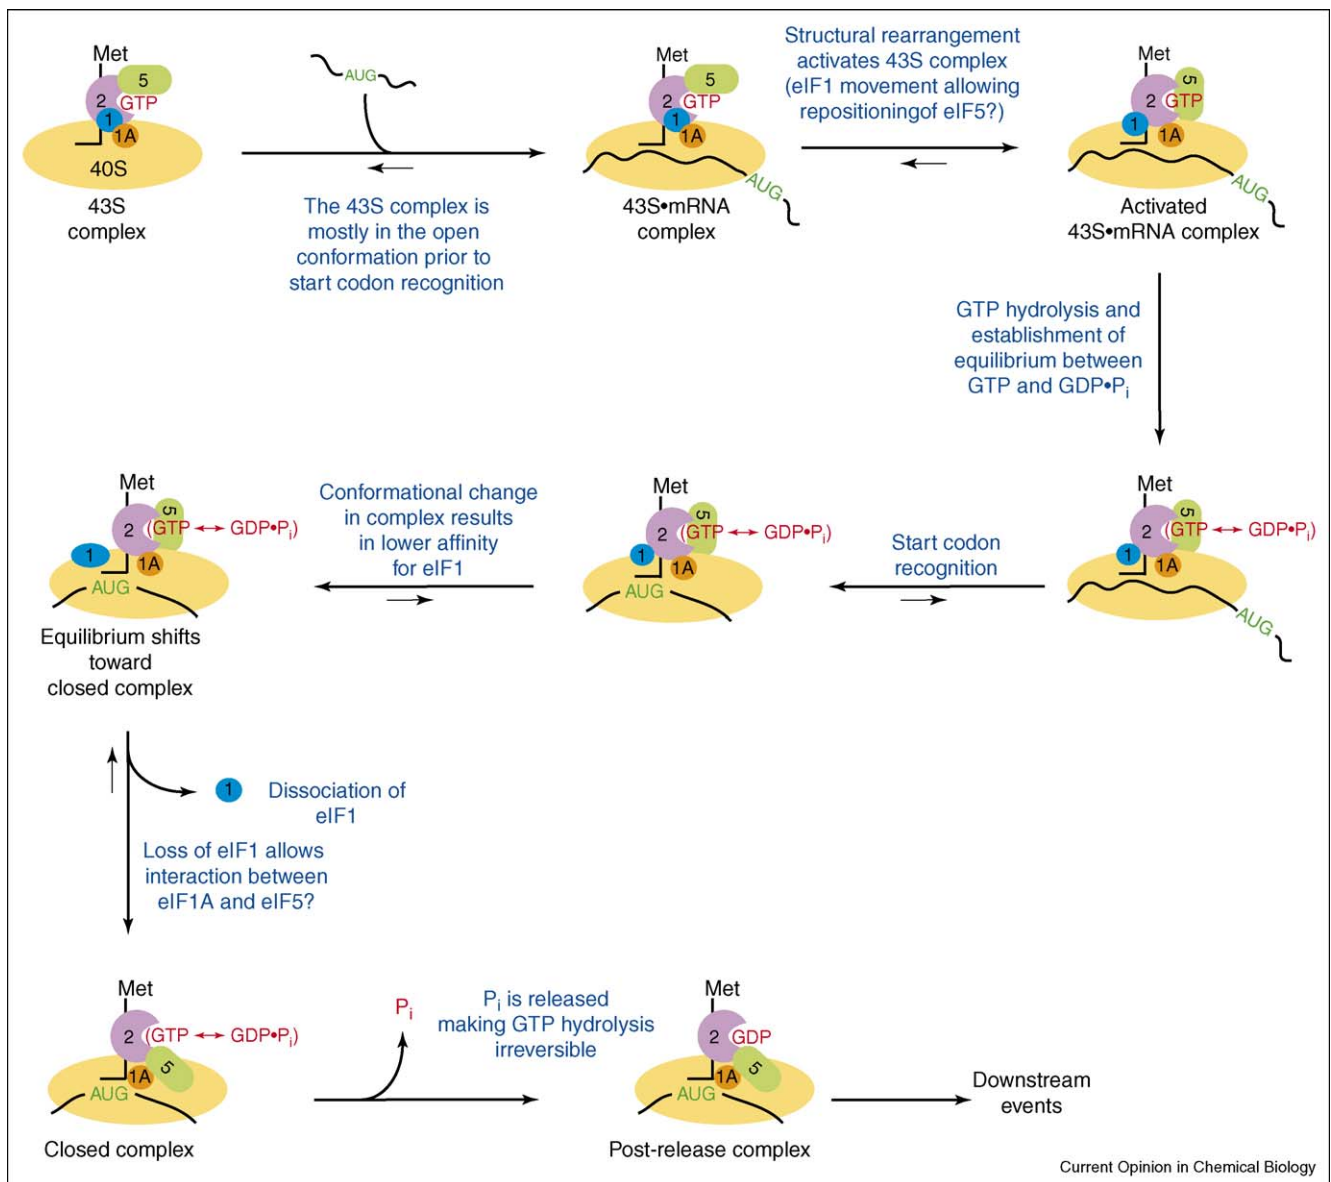 Met
5
2
GTP
1
1A
40S
43S
complex
AUG
The 43S complex is
mostly in the open
conformation prior to
start codon recognition
Met
5
2
GTP
1
1A
AUG
43S•mRNA
complex
Structural rearrangement
activates 43S complex
(eIF1 movement allowing
repositioningof eIF5?)
Met
5
2
GTP
1
1A
AUG
Activated
43S•mRNA complex
GTP hydrolysis and
establishment of
equilibrium between
GTP and GDP•Pi
Met
5
2
(GTP ↔ GDP•Pi)
1
1A
AUG
Start codon
recognition
Met
5
2
(GTP ↔ GDP•Pi)
1
1A
AUG
Conformational change
in complex results
in lower affinity
for eIF1
Met
5
2
(GTP ↔ GDP•Pi)
1
1A
AUG
Equilibrium shifts
toward
closed complex
1
Dissociation of
eIF1
Loss of eIF1 allows
interaction between
eIF1A and eIF5?
Met
2
(GTP ↔ GDP•Pi)
1A
5
AUG
Closed complex
Pi
Pi is released
making GTP hydrolysis
irreversible
Met
2
GDP
1A
5
AUG
Post-release complex
Downstream
events
Current Opinion in Chemical Biology